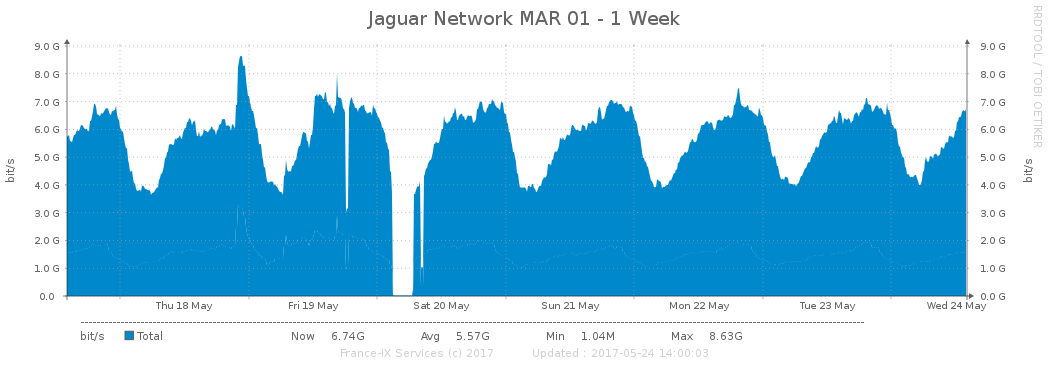 Jaguar Network MAR 01 - 1 Week
RRDTOOL / TOBI OETIKER
bit/s
bit/s
9.0 G 9.0 G
8.0 G 8.0 G
7.0 G 7.0 G
6.0 G 6.0 G
5.0 G 5.0 G
4.0 G 4.0 G
3.0 G 3.0 G
2.0 G 2.0 G
1.0 G 1.0 G
0.0 0.0 G
Thu 18 May Fri 19 May Sat 20 May Sun 21 May Mon 22 May Tue 23 May Wed 24 May
bit/s Total Now 6.74G Avg 5.57G Min 1.04M Max 8.63G
France-IX Services (c) 2017 Updated : 2017-05-24 14:00:03